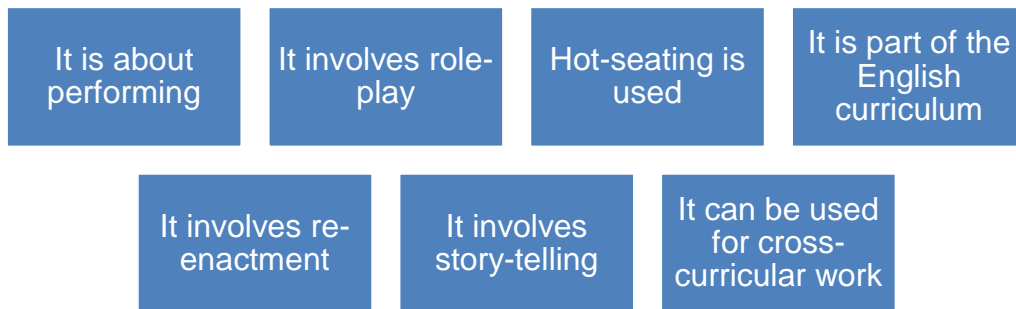 It is about
performing
It involves role-
play
Hot-seating is
used
It is part of the
English
curriculum
It involves re-
enactment
It involves
story-telling
It can be used
for cross-
curricular work